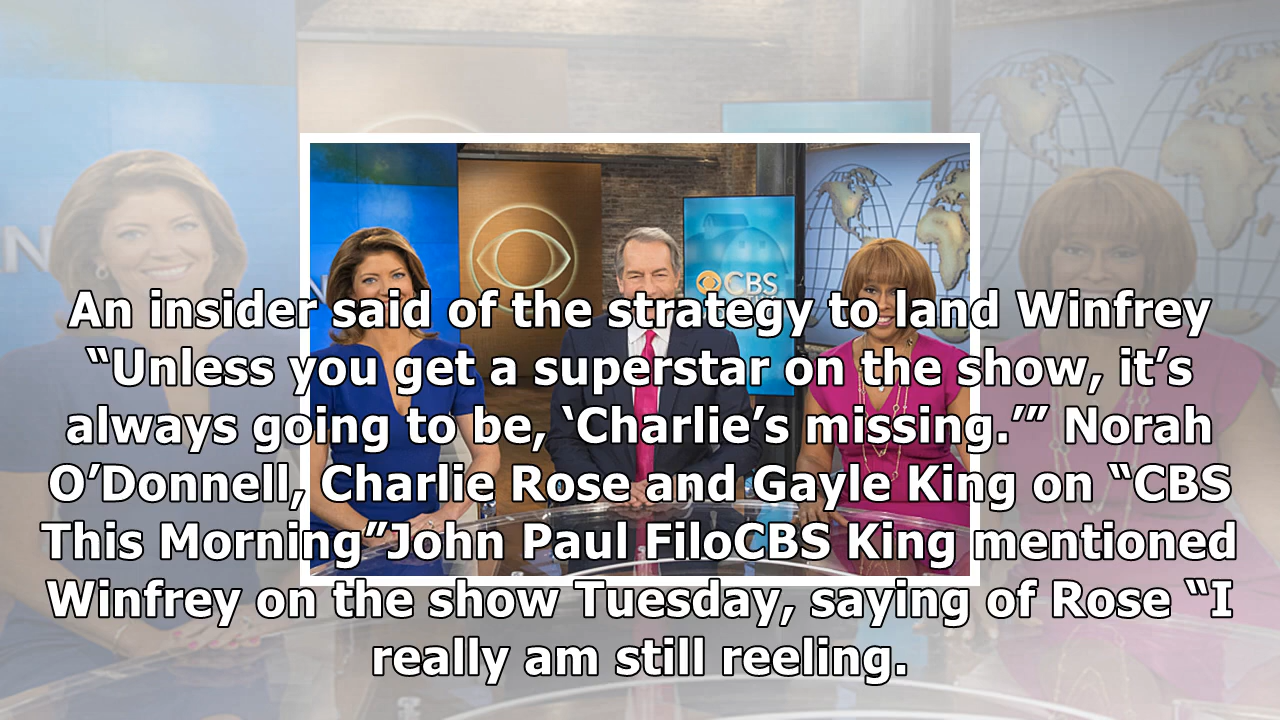 An insider said of the strategy to land Winfrey
“Unless you get a superstar on the show, it’s
always going to be, ‘Charlie’s missing.’” Norah
O’Donnell, Charlie Rose and Gayle King on “CBS
This Morning”John Paul FiloCBS King mentioned
Winfrey on the show Tuesday, saying of Rose “I
really am still reeling.
CBS